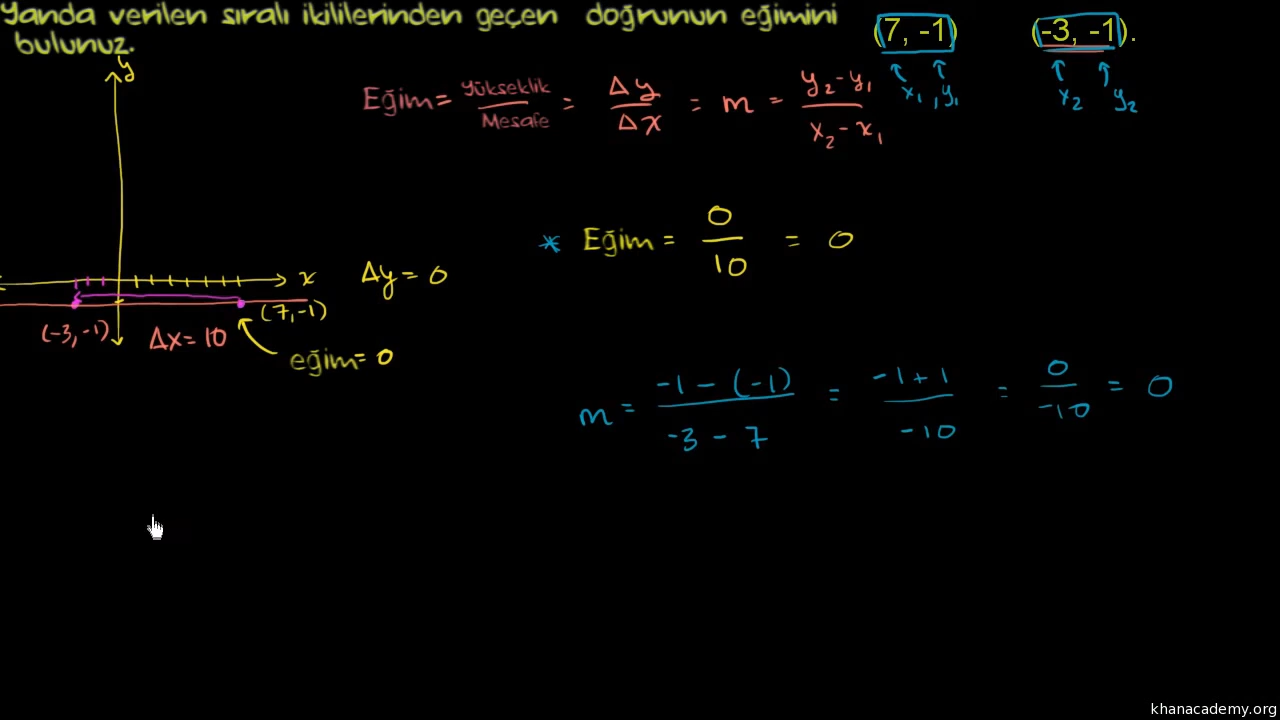 Yanda verilen sıralı ikililerinden geçen doğrunun eğimini (7, -1) (-3, -1).
bulunuz.
x₁, y₁ x₂ y₂
y
Eğim = Yükseklik / Mesafe = Δy / Δx = m = y₂ - y₁ / x₂ - x₁
* Eğim = 0 / 10 = 0
x Δy = 0
(7, -1)
(-3, -1) Δx = 10
eğim = 0
m = -1 - (-1) / -3 - 7 = -1 + 1 / -10 = 0 / -10 = 0
khanacademy.org